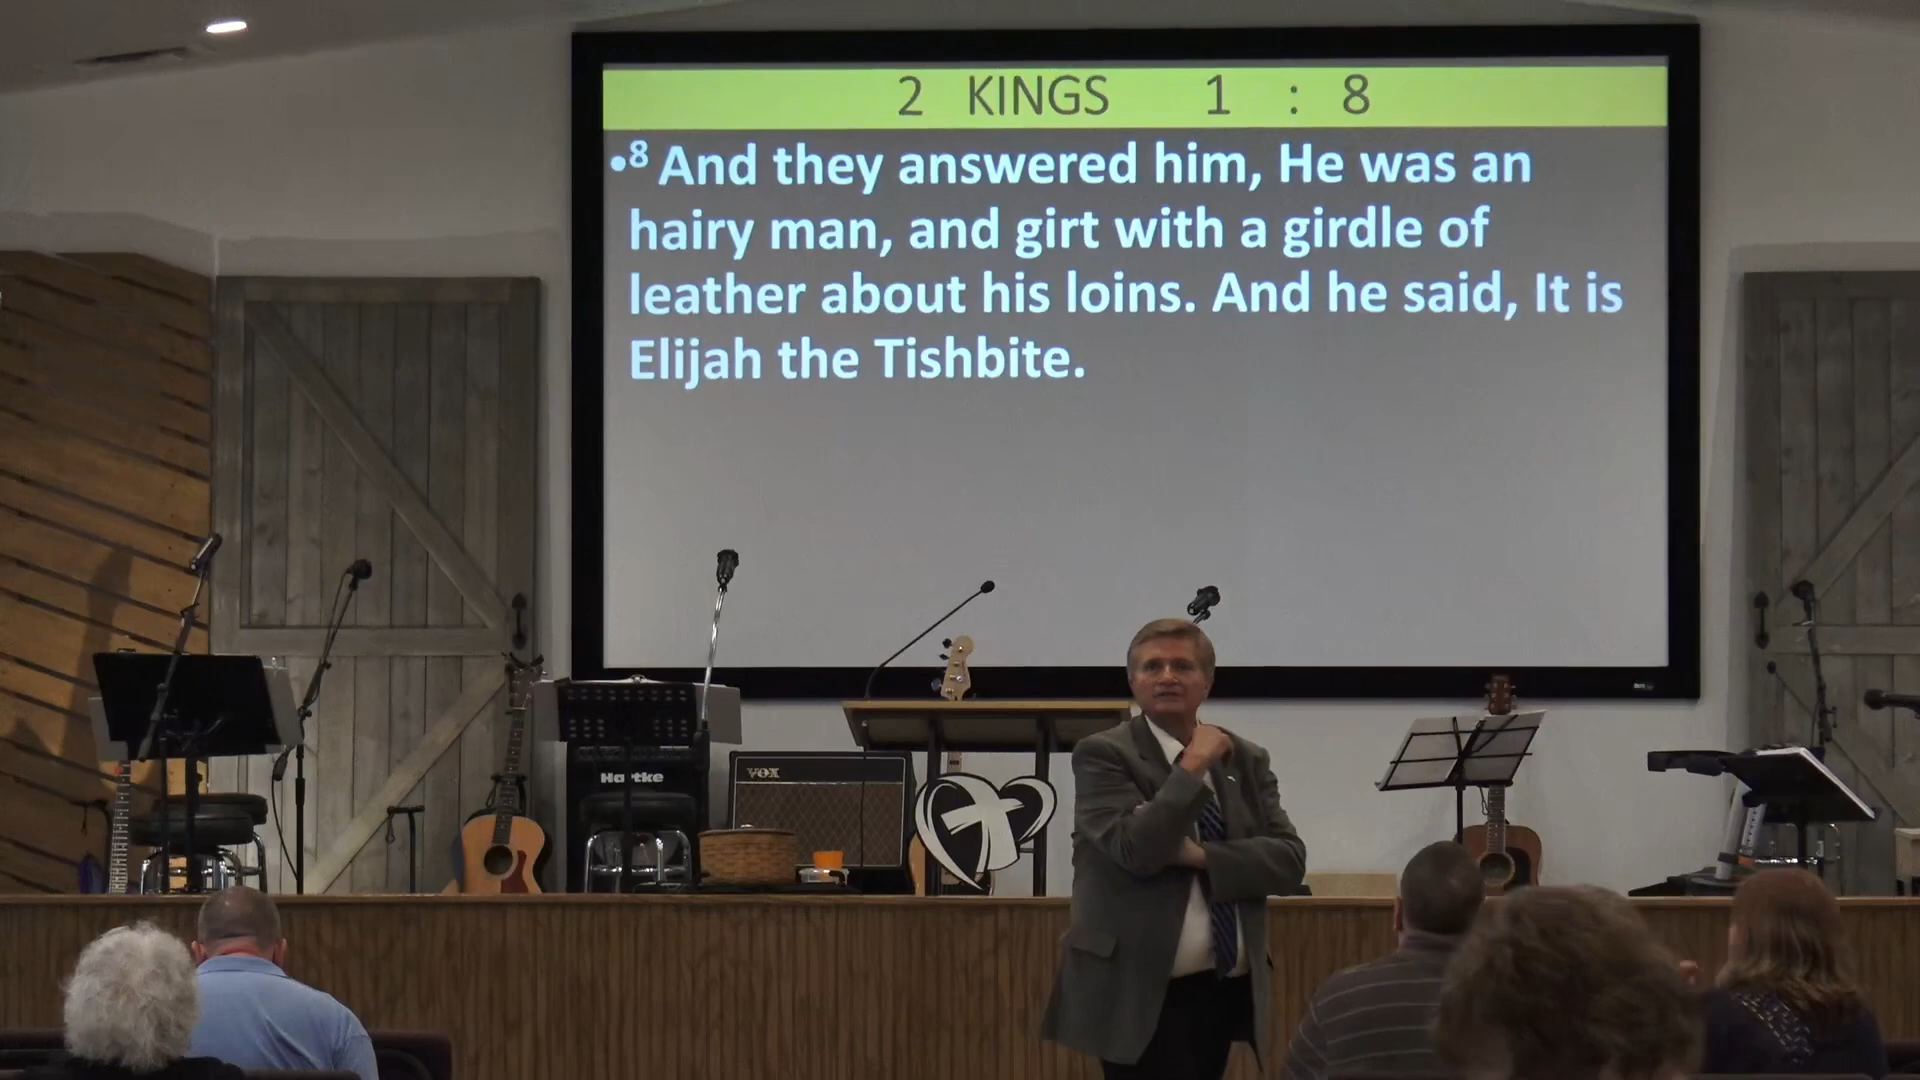 2 KINGS 1 : 8
•8 And they answered him, He was an
hairy man, and girt with a girdle of
leather about his loins. And he said, It is
Elijah the Tishbite.
Hartke
VOX